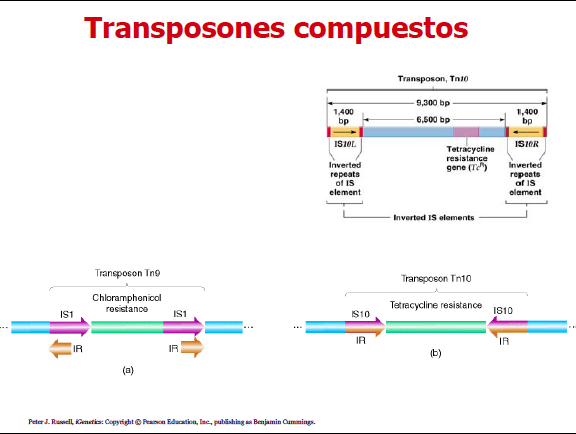 Transposones compuestos
Transposon, Tn10
9,300 bp
1,400
bp
6,500 bp
1,400
bp
IS10L
IS10R
Tetracycline
resistance
gene (TcR)
Inverted
repeats
of IS
element
Inverted
repeats
of IS
element
Inverted IS elements
Transposon Tn9
Chloramphenicol
resistance
IS1
IS1
IR
IR
(a)
Transposon Tn10
Tetracycline resistance
IS10
IS10
IR
IR
(b)
...
...
...
...
Peter J. Russell, iGenetics: Copyright © Pearson Education, Inc., publishing as Benjamin Cummings.